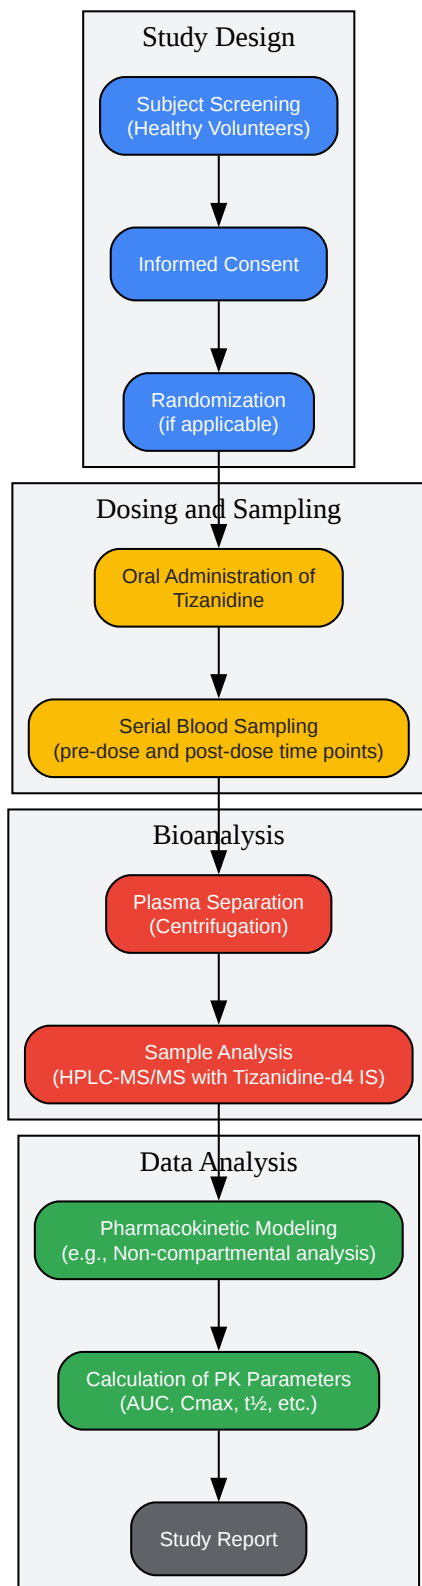 Study Design
Subject Screening
(Healthy Volunteers)
Informed Consent
Randomization
(if applicable)
Dosing and Sampling
Oral Administration of
Tizanidine
Serial Blood Sampling
(pre-dose and post-dose time points)
Bioanalysis
Plasma Separation
(Centrifugation)
Sample Analysis
(HPLC-MS/MS with Tizanidine-d4 IS)
Data Analysis
Pharmacokinetic Modeling
(e.g., Non-compartmental analysis)
Calculation of PK Parameters
(AUC, Cmax, t½, etc.)
Study Report